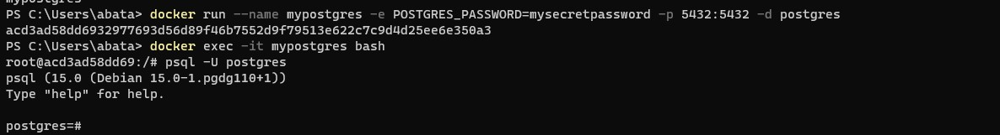 mypostgres
PS C:\Users\abata> docker run --name mypostgres -e POSTGRES_PASSWORD=mysecretpassword -p 5432:5432 -d postgres
acd3ad58dd6932977693d56d89f46b7552d9f79513e622c7c9d4d25ee6e350a3
PS C:\Users\abata> docker exec -it mypostgres bash
root@acd3ad58dd69:/# psql -U postgres
psql (15.0 (Debian 15.0-1.pgdg110+1))
Type "help" for help.
postgres=#